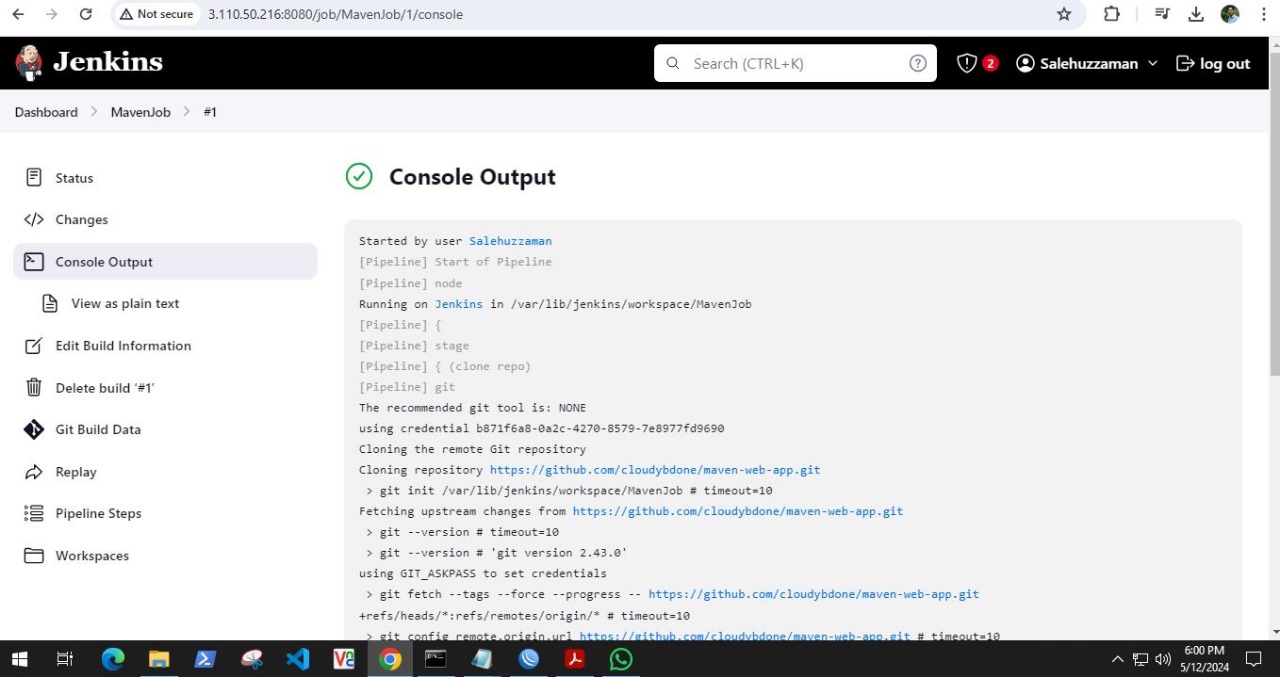 Not secure 3.110.50.216:8080/job/MavenJob/1/console
Jenkins
Search (CTRL+K)
2
Salehuzzaman
log out
Dashboard > MavenJob > #1
Status
Changes
Console Output
View as plain text
Edit Build Information
Delete build ‘#1’
Git Build Data
Replay
Pipeline Steps
Workspaces
Console Output
Started by user Salehuzzaman
[Pipeline] Start of Pipeline
[Pipeline] node
Running on Jenkins in /var/lib/jenkins/workspace/MavenJob
[Pipeline] {
[Pipeline] stage
[Pipeline] { (clone repo)
[Pipeline] git
The recommended git tool is: NONE
using credential b871f6a8-0a2c-4270-8579-7e8977fd9690
Cloning the remote Git repository
Cloning repository https://github.com/cloudybdone/maven-web-app.git
> git init /var/lib/jenkins/workspace/MavenJob # timeout=10
Fetching upstream changes from https://github.com/cloudybdone/maven-web-app.git
> git --version # timeout=10
> git --version # 'git version 2.43.0'
using GIT_ASKPASS to set credentials
> git fetch --tags --force --progress -- https://github.com/cloudybdone/maven-web-app.git
+refs/heads/*:refs/remotes/origin/* # timeout=10
> git config remote.origin.url https://github.com/cloudybdone/maven-web-app.git # timeout=10
6:00 PM
5/12/2024